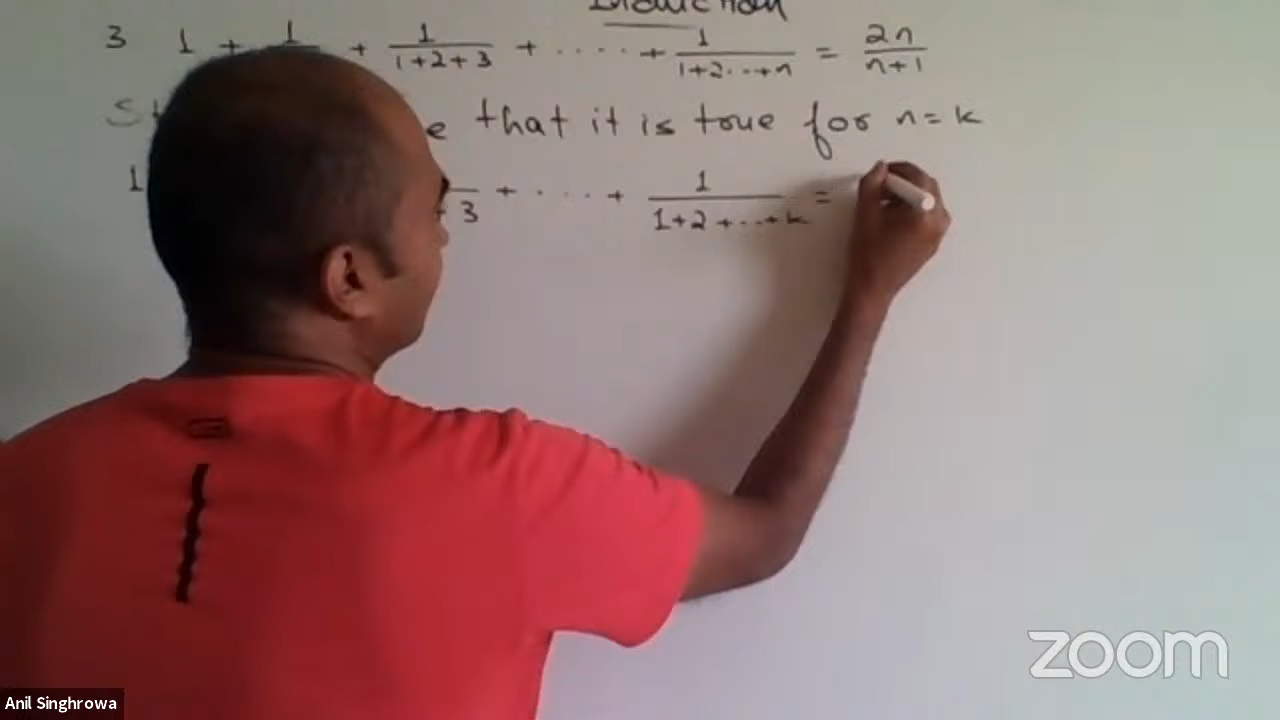 Induction
3 1 + 1 + 1/(1+2+3) + ..... + 1/(1+2...+n) = 2n/(n+1)
that it is true for n = k
1 3 + .... + 1/(1+2+...+k) =
zoom
Anil Singhrowa